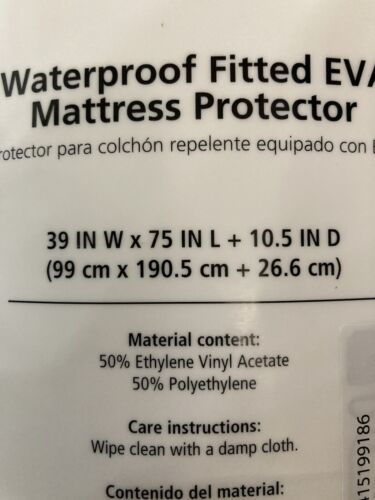 Waterproof Fitted EVA
Mattress Protector
rotector para colchón repelente equipado con
39 IN W x 75 IN L + 10.5 IN D
(99 cm x 190.5 cm + 26.6 cm)
Material content:
50% Ethylene Vinyl Acetate
50% Polyethylene
Care instructions:
Wipe clean with a damp cloth.
Contenido del material:
15199186